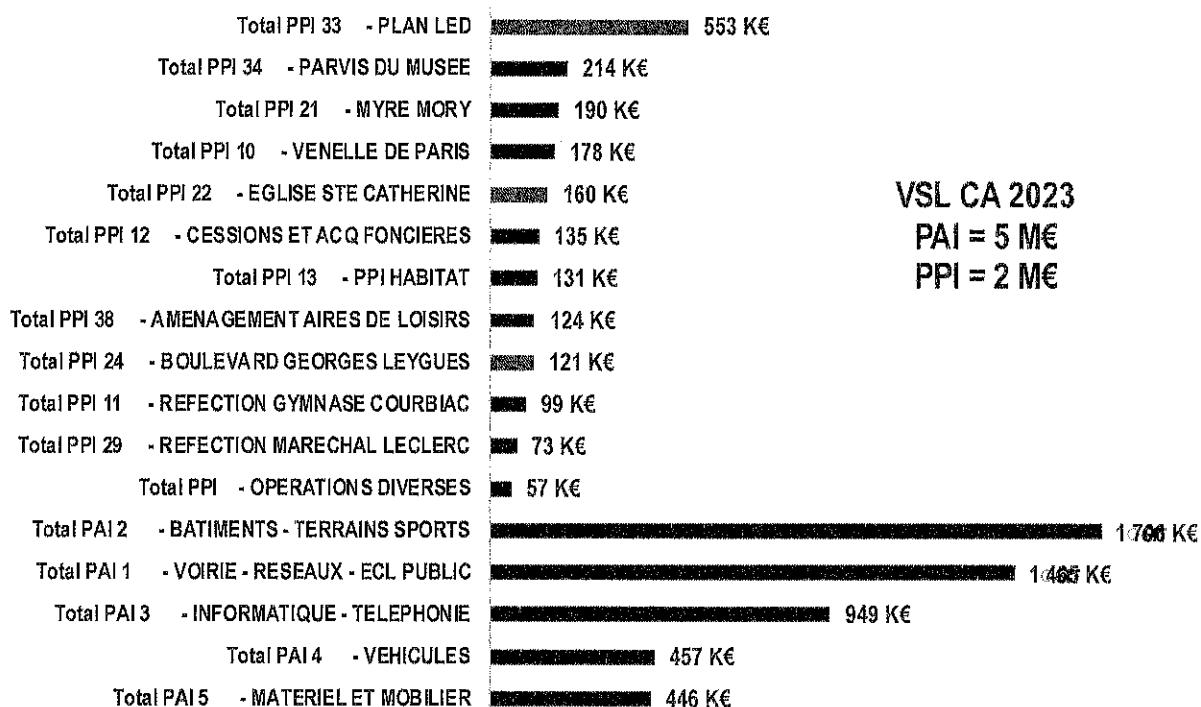 Total PPI 33 - PLAN LED 553 K€
Total PPI 34 - PARVIS DU MUSEE 214 K€
Total PPI 21 - MYRE MORY 190 K€
Total PPI 10 - VENELLE DE PARIS 178 K€
Total PPI 22 - EGLISE STE CATHERINE 160 K€
Total PPI 12 - CESSIONS ET ACQ FONCIERES 135 K€
Total PPI 13 - PPI HABITAT 131 K€
Total PPI 38 - AMENAGEMENT AIRES DE LOISIRS 124 K€
Total PPI 24 - BOULEVARD GEORGES LEYGUES 121 K€
Total PPI 11 - REFECTION GYMNASE COURBIAC 99 K€
Total PPI 29 - REFECTION MARECHAL LECLERC 73 K€
Total PPI - OPERATIONS DIVERSES 57 K€
Total PAI 2 - BATIMENTS - TERRAINS SPORTS 1 K€
Total PAI 1 - VOIRIE - RESEAUX - ECL PUBLIC 1 465 K€
Total PAI 3 - INFORMATIQUE - TELEPHONIE 949 K€
Total PAI 4 - VEHICULES 457 K€
Total PAI 5 - MATERIEL ET MOBILIER 446 K€
VSL CA 2023
PAI = 5 M€
PPI = 2 M€